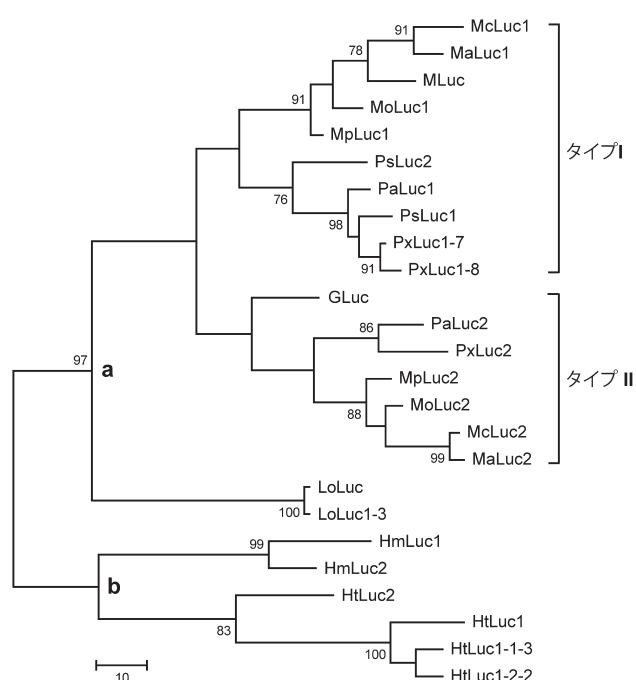 McLuc1
91
MaLuc1
78
MLuc
91
MoLuc1
MpLuc1
タイプI
PsLuc2
76
PaLuc1
98
PsLuc1
PxLuc1-7
91
PxLuc1-8
GLuc
86
PaLuc2
PxLuc2
97
a
MpLuc2
タイプ II
88
MoLuc2
McLuc2
99
MaLuc2
LoLuc
100
LoLuc1-3
99
HmLuc1
HmLuc2
b
HtLuc2
83
HtLuc1
100
HtLuc1-1-3
HtLuc1-2-2
10